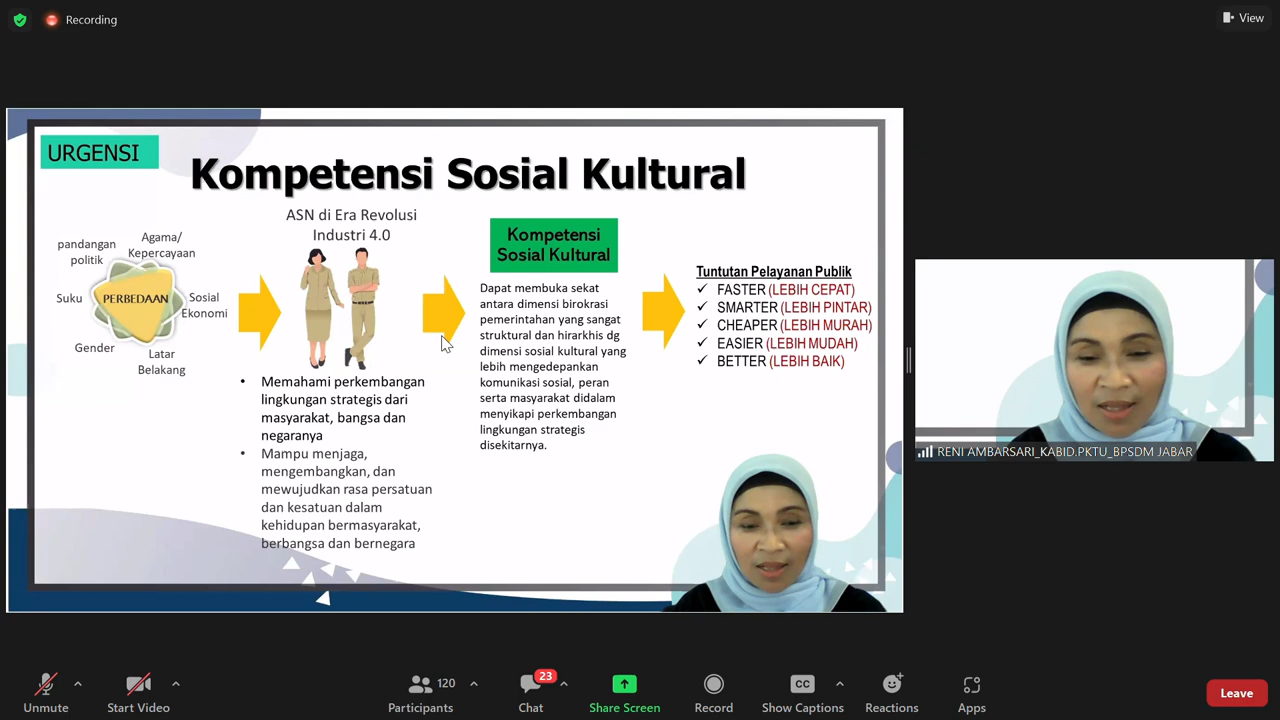 Recording
View
URGENSI
Kompetensi Sosial Kultural
pandangan
politik
Agama/
Kepercayaan
Suku
PERBEDAAN
Sosial
Ekonomi
Gender
Latar
Belakang
ASN di Era Revolusi
Industri 4.0
• Memahami perkembangan
lingkungan strategis dari
masyarakat, bangsa dan
negaranya
• Mampu menjaga,
mengembangkan, dan
mewujudkan rasa persatuan
dan kesatuan dalam
kehidupan bermasyarakat,
berbangsa dan bernegara
Kompetensi
Sosial Kultural
Dapat membuka sekat
antara dimensi birokrasi
pemerintahan yang sangat
struktural dan hirarkhis dg
dimensi sosial kultural yang
lebih mengedepankan
komunikasi sosial, peran
serta masyarakat didalam
menyikapi perkembangan
lingkungan strategis
disekitarnya.
Tuntutan Pelayanan Publik
✓ FASTER (LEBIH CEPAT)
✓ SMARTER (LEBIH PINTAR)
✓ CHEAPER (LEBIH MURAH)
✓ EASIER (LEBIH MUDAH)
✓ BETTER (LEBIH BAIK)
RENI AMBARSARI_KABID.PKTU_BPSDM JABAR
Unmute
Start Video
120
Participants
23
Chat
Share Screen
Record
CC
Show Captions
Reactions
Apps
Leave